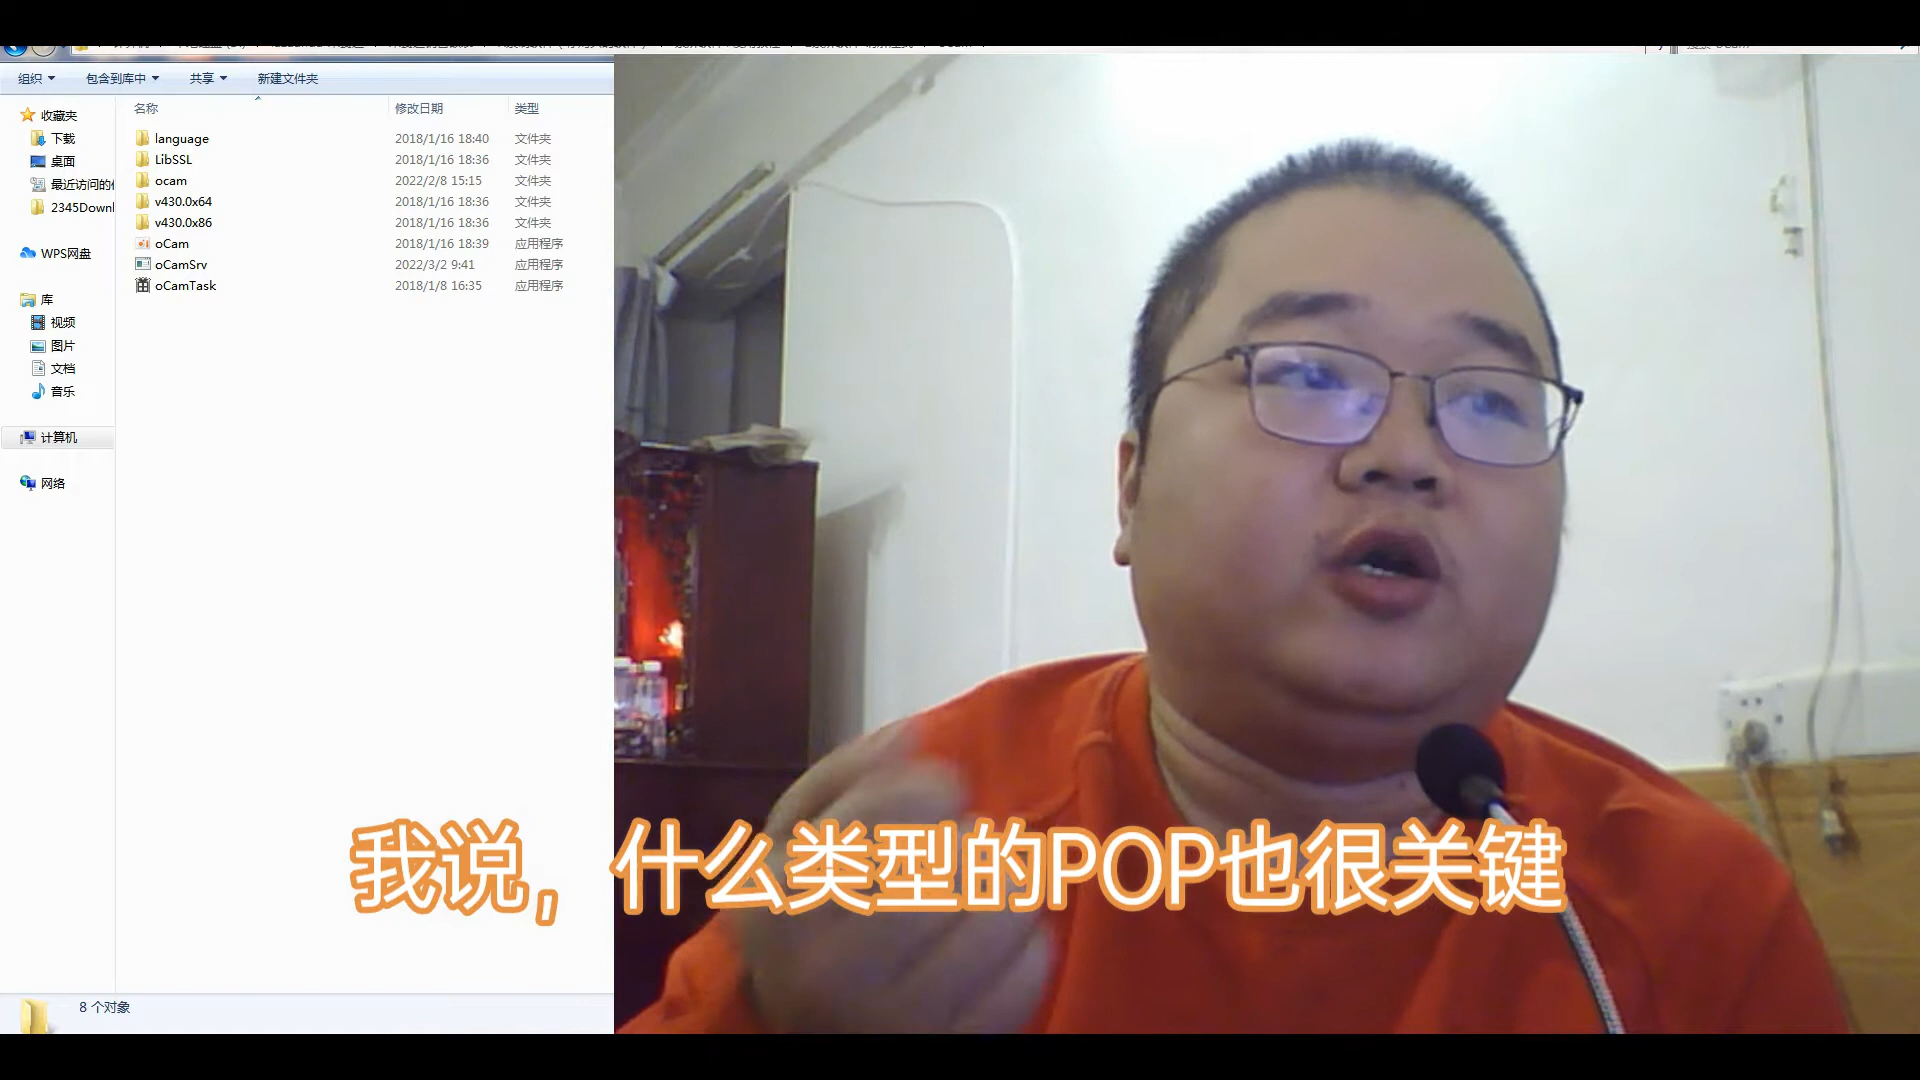 组织 包含到库中 共享 新建文件夹
名称 修改日期 类型
收藏夹
下载
桌面
最近访问的
2345Downl
WPS网盘
库
视频
图片
文档
音乐
计算机
网络
language 2018/1/16 18:40 文件夹
LibSSL 2018/1/16 18:36 文件夹
ocam 2022/2/8 15:15 文件夹
v430.0x64 2018/1/16 18:36 文件夹
v430.0x86 2018/1/16 18:36 文件夹
oCam 2018/1/16 18:39 应用程序
oCamSrv 2022/3/2 9:41 应用程序
oCamTask 2018/1/8 16:35 应用程序
我说，什么类型的POP也很关键
8 个对象